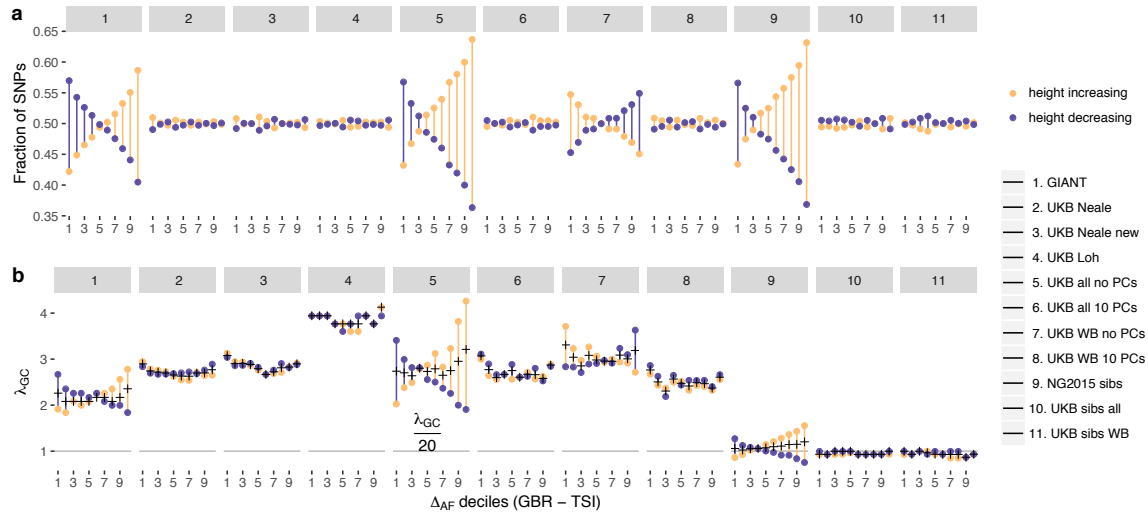 a
1 2 3 4 5 6 7 8 9 10 11
0.65
0.60
0.55
0.50
0.45
0.40
0.35
Fraction of SNPs
1 3 5 7 9 1 3 5 7 9 1 3 5 7 9 1 3 5 7 9 1 3 5 7 9 1 3 5 7 9 1 3 5 7 9 1 3 5 7 9 1 3 5 7 9 1 3 5 7 9 1 3 5 7 9
height increasing
height decreasing
1. GIANT
2. UKB Neale
3. UKB Neale new
4. UKB Loh
5. UKB all no PCs
6. UKB all 10 PCs
7. UKB WB no PCs
8. UKB WB 10 PCs
9. NG2015 sibs
10. UKB sibs all
11. UKB sibs WB
b
1 2 3 4 5 6 7 8 9 10 11
4
3
2
1
λGC
λGC
20
1 3 5 7 9 1 3 5 7 9 1 3 5 7 9 1 3 5 7 9 1 3 5 7 9 1 3 5 7 9 1 3 5 7 9 1 3 5 7 9 1 3 5 7 9 1 3 5 7 9 1 3 5 7 9
ΔAF deciles (GBR − TSI)